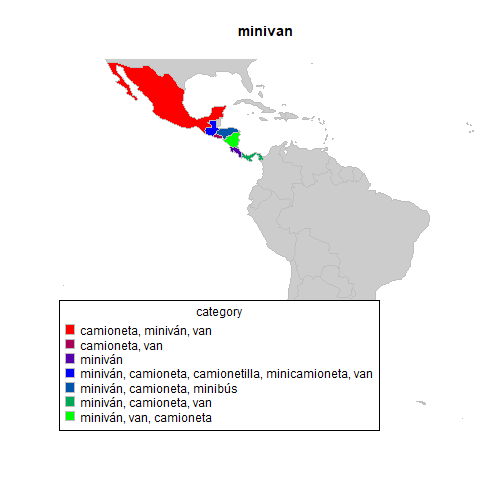 minivan
category
camioneta, miniván, van
camioneta, van
miniván
miniván, camioneta, camionetilla, minicamioneta, van
miniván, camioneta, minibús
miniván, camioneta, van
miniván, van, camioneta